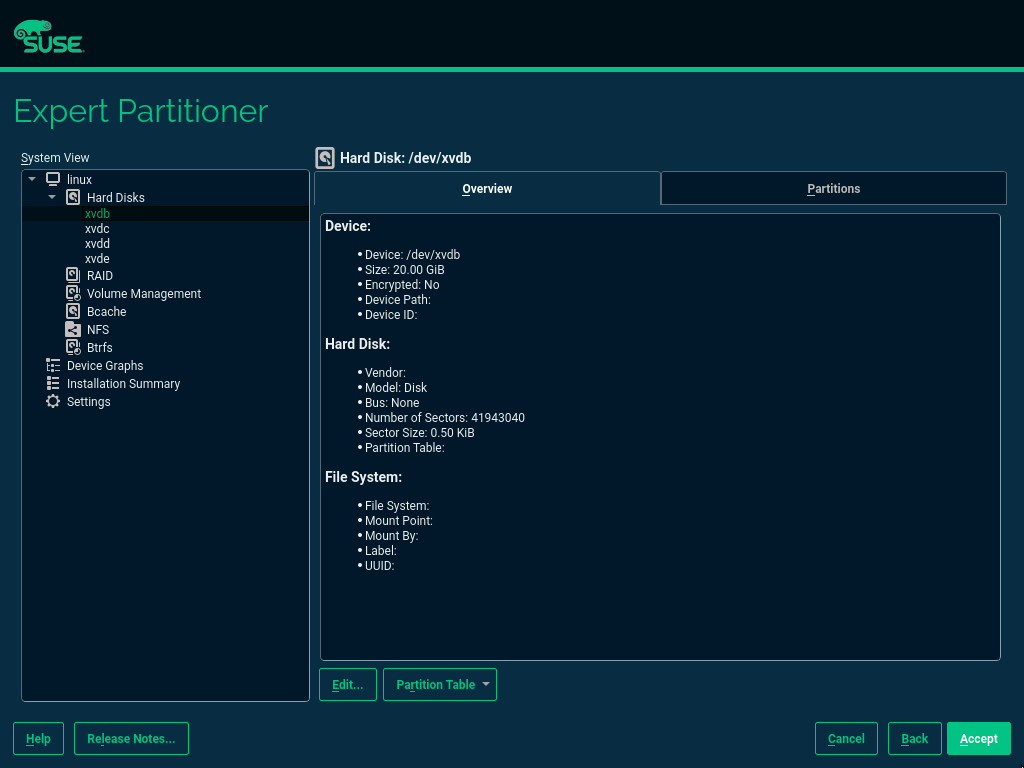 SUSE
Expert Partitioner
System View
linux
Hard Disks
xvdb
xvdc
xvdd
xvde
RAID
Volume Management
Bcache
NFS
Btrfs
Device Graphs
Installation Summary
Settings
Hard Disk: /dev/xvdb
Overview
Partitions
Device:
• Device: /dev/xvdb
• Size: 20.00 GiB
• Encrypted: No
• Device Path:
• Device ID:
Hard Disk:
• Vendor:
• Model: Disk
• Bus: None
• Number of Sectors: 41943040
• Sector Size: 0.50 KiB
• Partition Table:
File System:
• File System:
• Mount Point:
• Mount By:
• Label:
• UUID:
Edit...
Partition Table
Help
Release Notes...
Cancel
Back
Accept